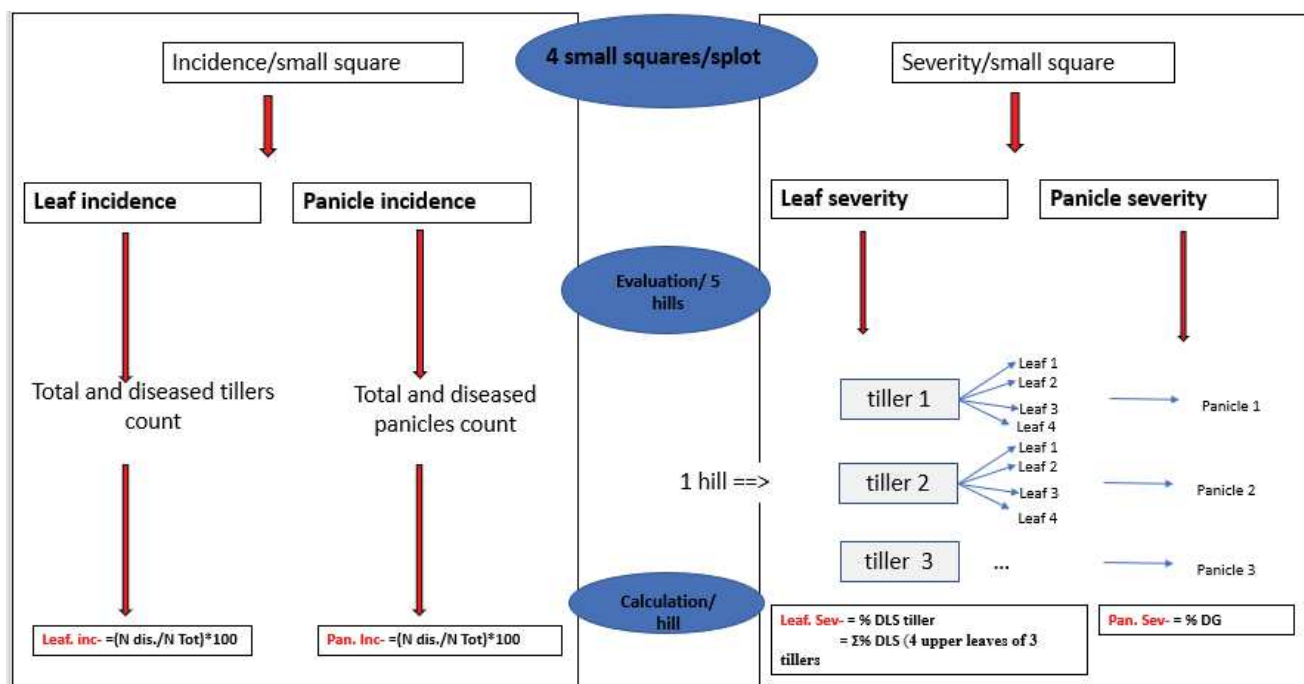 4 small squares/splot
Incidence/small square
Leaf incidence
Panicle incidence
Total and diseased tillers
count
Total and diseased
panicles count
Leaf. inc- =(N dis./N Tot)*100
Pan. Inc- =(N dis./N Tot)*100
Evaluation/ 5
hills
Calculation/
hill
Severity/small square
Leaf severity
Panicle severity
1 hill ==>
tiller 1
Leaf 1
Leaf 2
Leaf 3
Leaf 4
Panicle 1
tiller 2
Leaf 1
Leaf 2
Leaf 3
Leaf 4
Panicle 2
tiller 3
...
Panicle 3
Leaf. Sev- = % DLS tiller
= Σ% DLS (4 upper leaves of 3
tillers
Pan. Sev- = % DG